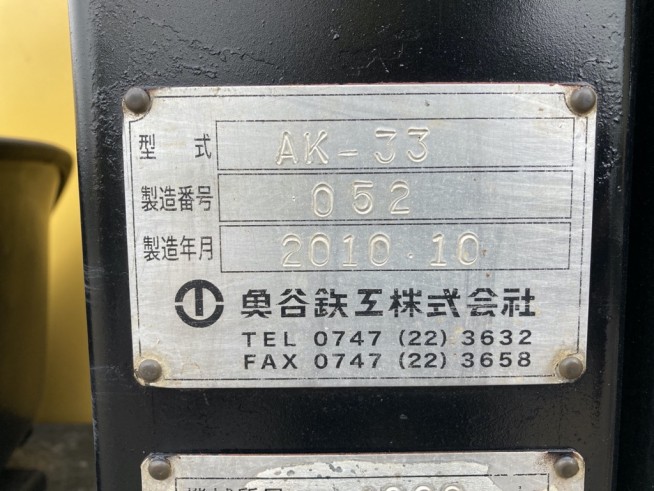 型 式 AK-33
製造番号 052
製造年月 2010.10
魚谷鉄工株式会社
TEL 0747 (22) 3632
FAX 0747 (22) 3658